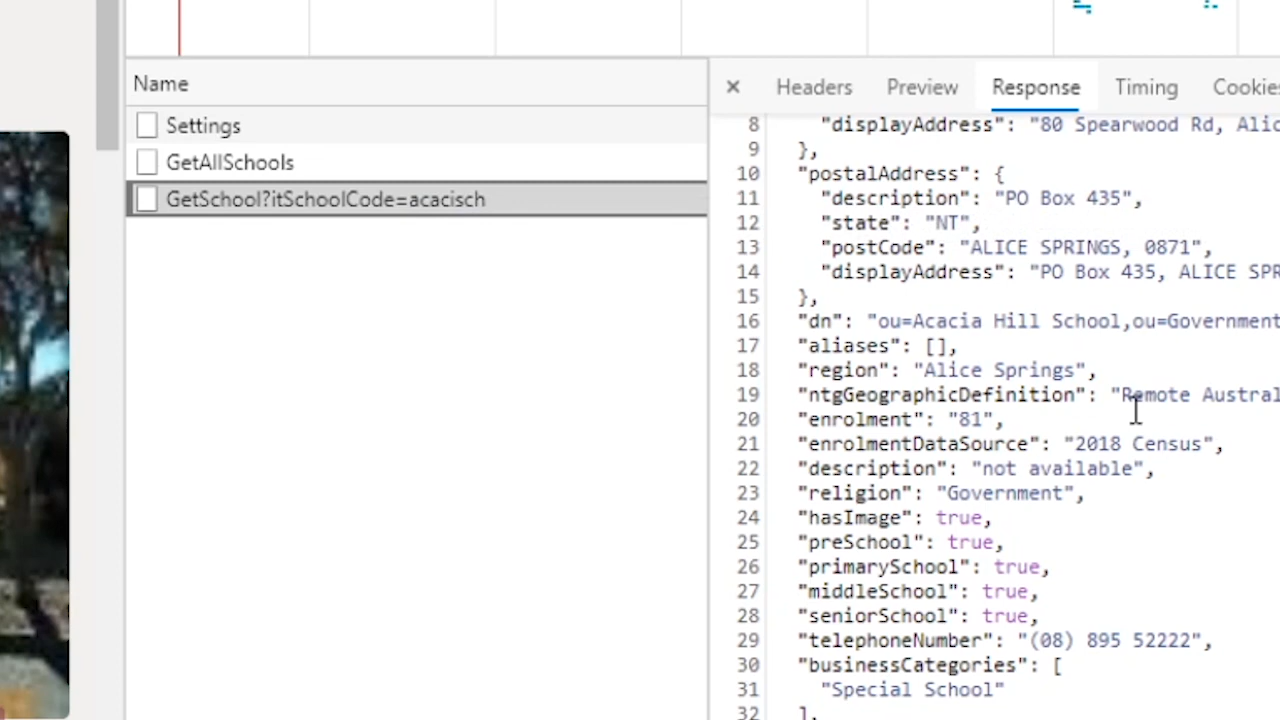 Name
Settings
GetAllSchools
GetSchool?itSchoolCode=acacisch
× Headers Preview Response Timing Cookies
8 "displayAddress": "80 Spearwood Rd, Alic
9 },
10 "postalAddress": {
11 "description": "PO Box 435",
12 "state": "NT",
13 "postCode": "ALICE SPRINGS, 0871",
14 "displayAddress": "PO Box 435, ALICE SPR
15 },
16 "dn": "ou=Acacia Hill School,ou=Government
17 "aliases": [],
18 "region": "Alice Springs",
19 "ntgGeographicDefinition": "Remote Austral
20 "enrolment": "81",
21 "enrolmentDataSource": "2018 Census",
22 "description": "not available",
23 "religion": "Government",
24 "hasImage": true,
25 "preSchool": true,
26 "primarySchool": true,
27 "middleSchool": true,
28 "seniorSchool": true,
29 "telephoneNumber": "(08) 895 52222",
30 "businessCategories": [
31 "Special School"
32 ],